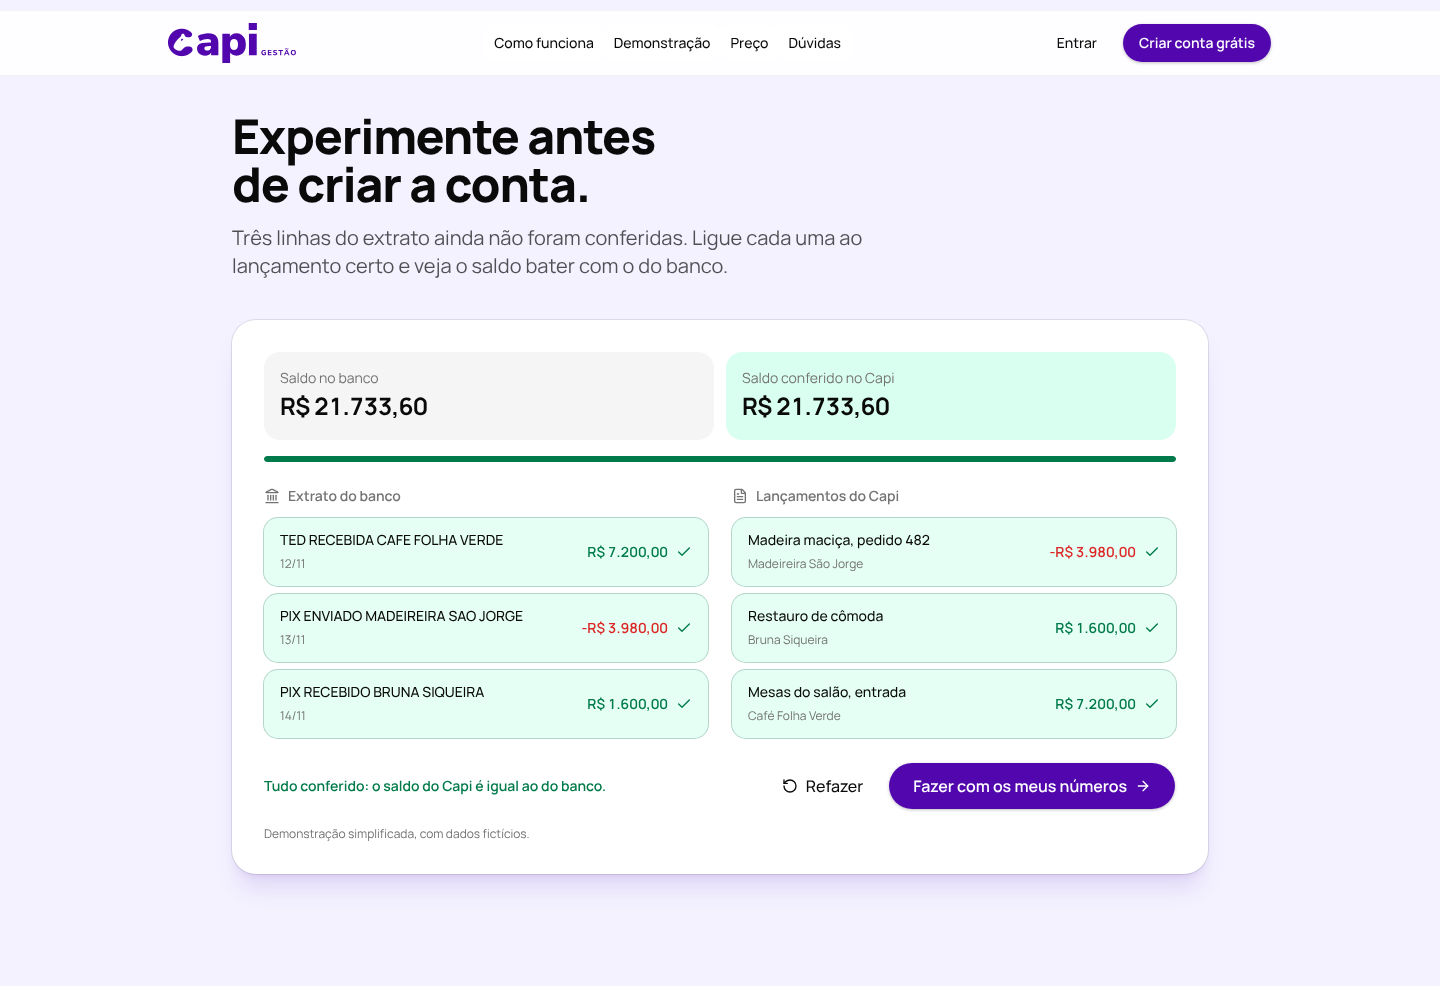 Capi GESTÃO
Como funciona
Demonstração
Preço
Dúvidas
Entrar
Criar conta grátis
Experimente antes
de criar a conta.
Três linhas do extrato ainda não foram conferidas. Ligue cada uma ao
lançamento certo e veja o saldo bater com o do banco.
Saldo no banco
R$ 21.733,60
Saldo conferido no Capi
R$ 21.733,60
Extrato do banco
TED RECEBIDA CAFE FOLHA VERDE
12/11
R$ 7.200,00
PIX ENVIADO MADEIREIRA SAO JORGE
13/11
-R$ 3.980,00
PIX RECEBIDO BRUNA SIQUEIRA
14/11
R$ 1.600,00
Lançamentos do Capi
Madeira maciça, pedido 482
Madeireira São Jorge
-R$ 3.980,00
Restauro de cômoda
Bruna Siqueira
R$ 1.600,00
Mesas do salão, entrada
Café Folha Verde
R$ 7.200,00
Tudo conferido: o saldo do Capi é igual ao do banco.
Refazer
Fazer com os meus números
Demonstração simplificada, com dados fictícios.